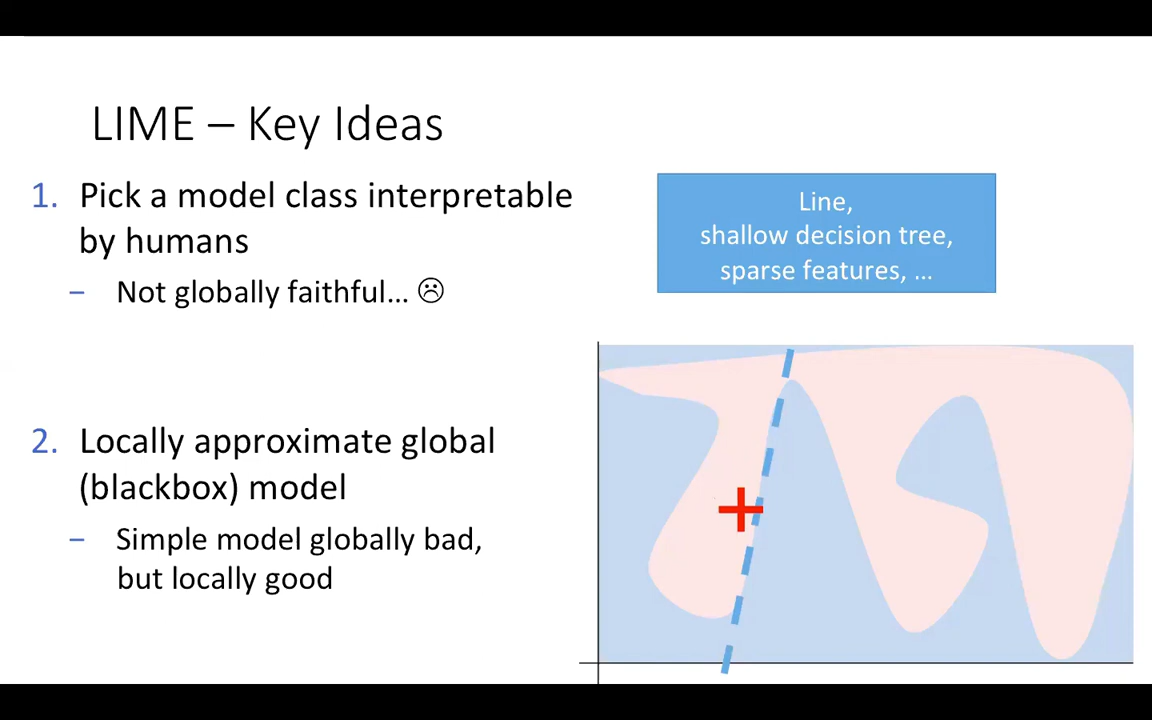 LIME – Key Ideas
1. Pick a model class interpretable
by humans
– Not globally faithful... ☹
Line,
shallow decision tree,
sparse features, ...
2. Locally approximate global
(blackbox) model
– Simple model globally bad,
but locally good